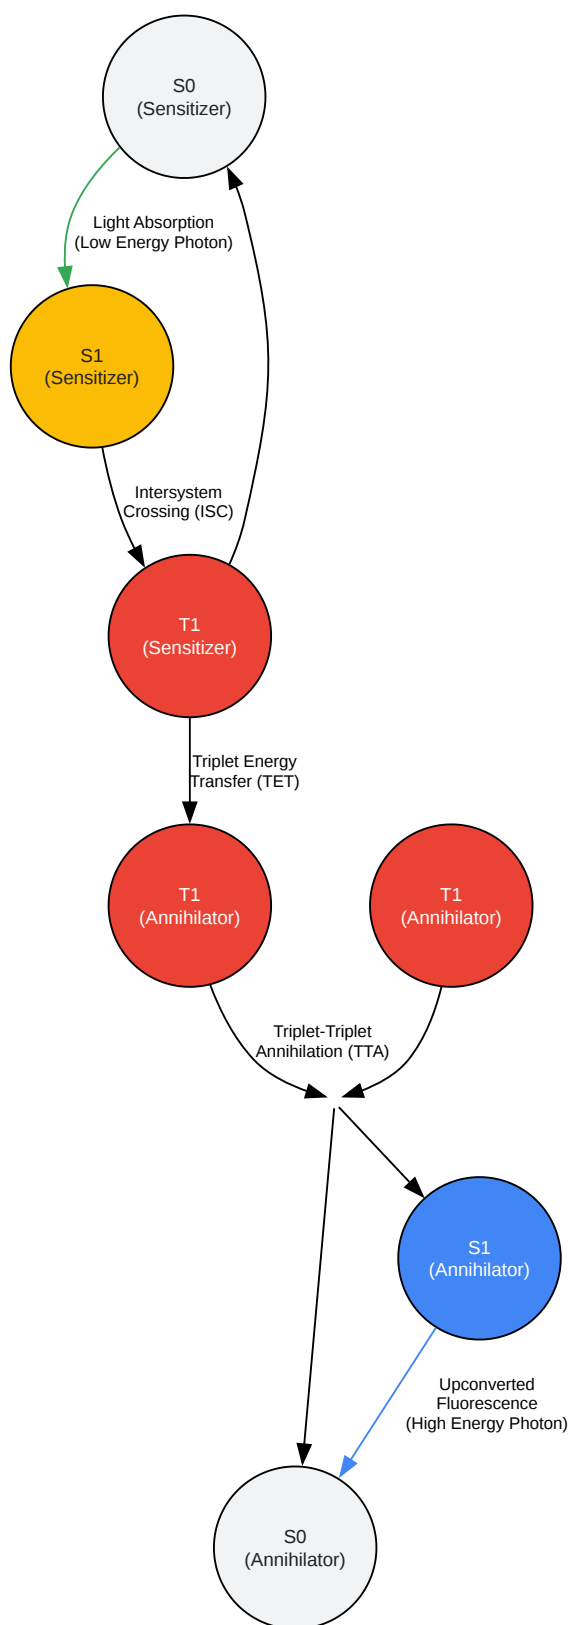 S0
(Sensitizer)
Light Absorption
(Low Energy Photon)
S1
(Sensitizer)
Intersystem
Crossing (ISC)
T1
(Sensitizer)
Triplet Energy
Transfer (TET)
T1
(Annihilator)
T1
(Annihilator)
Triplet-Triplet
Annihilation (TTA)
S1
(Annihilator)
Upconverted
Fluorescence
(High Energy Photon)
S0
(Annihilator)